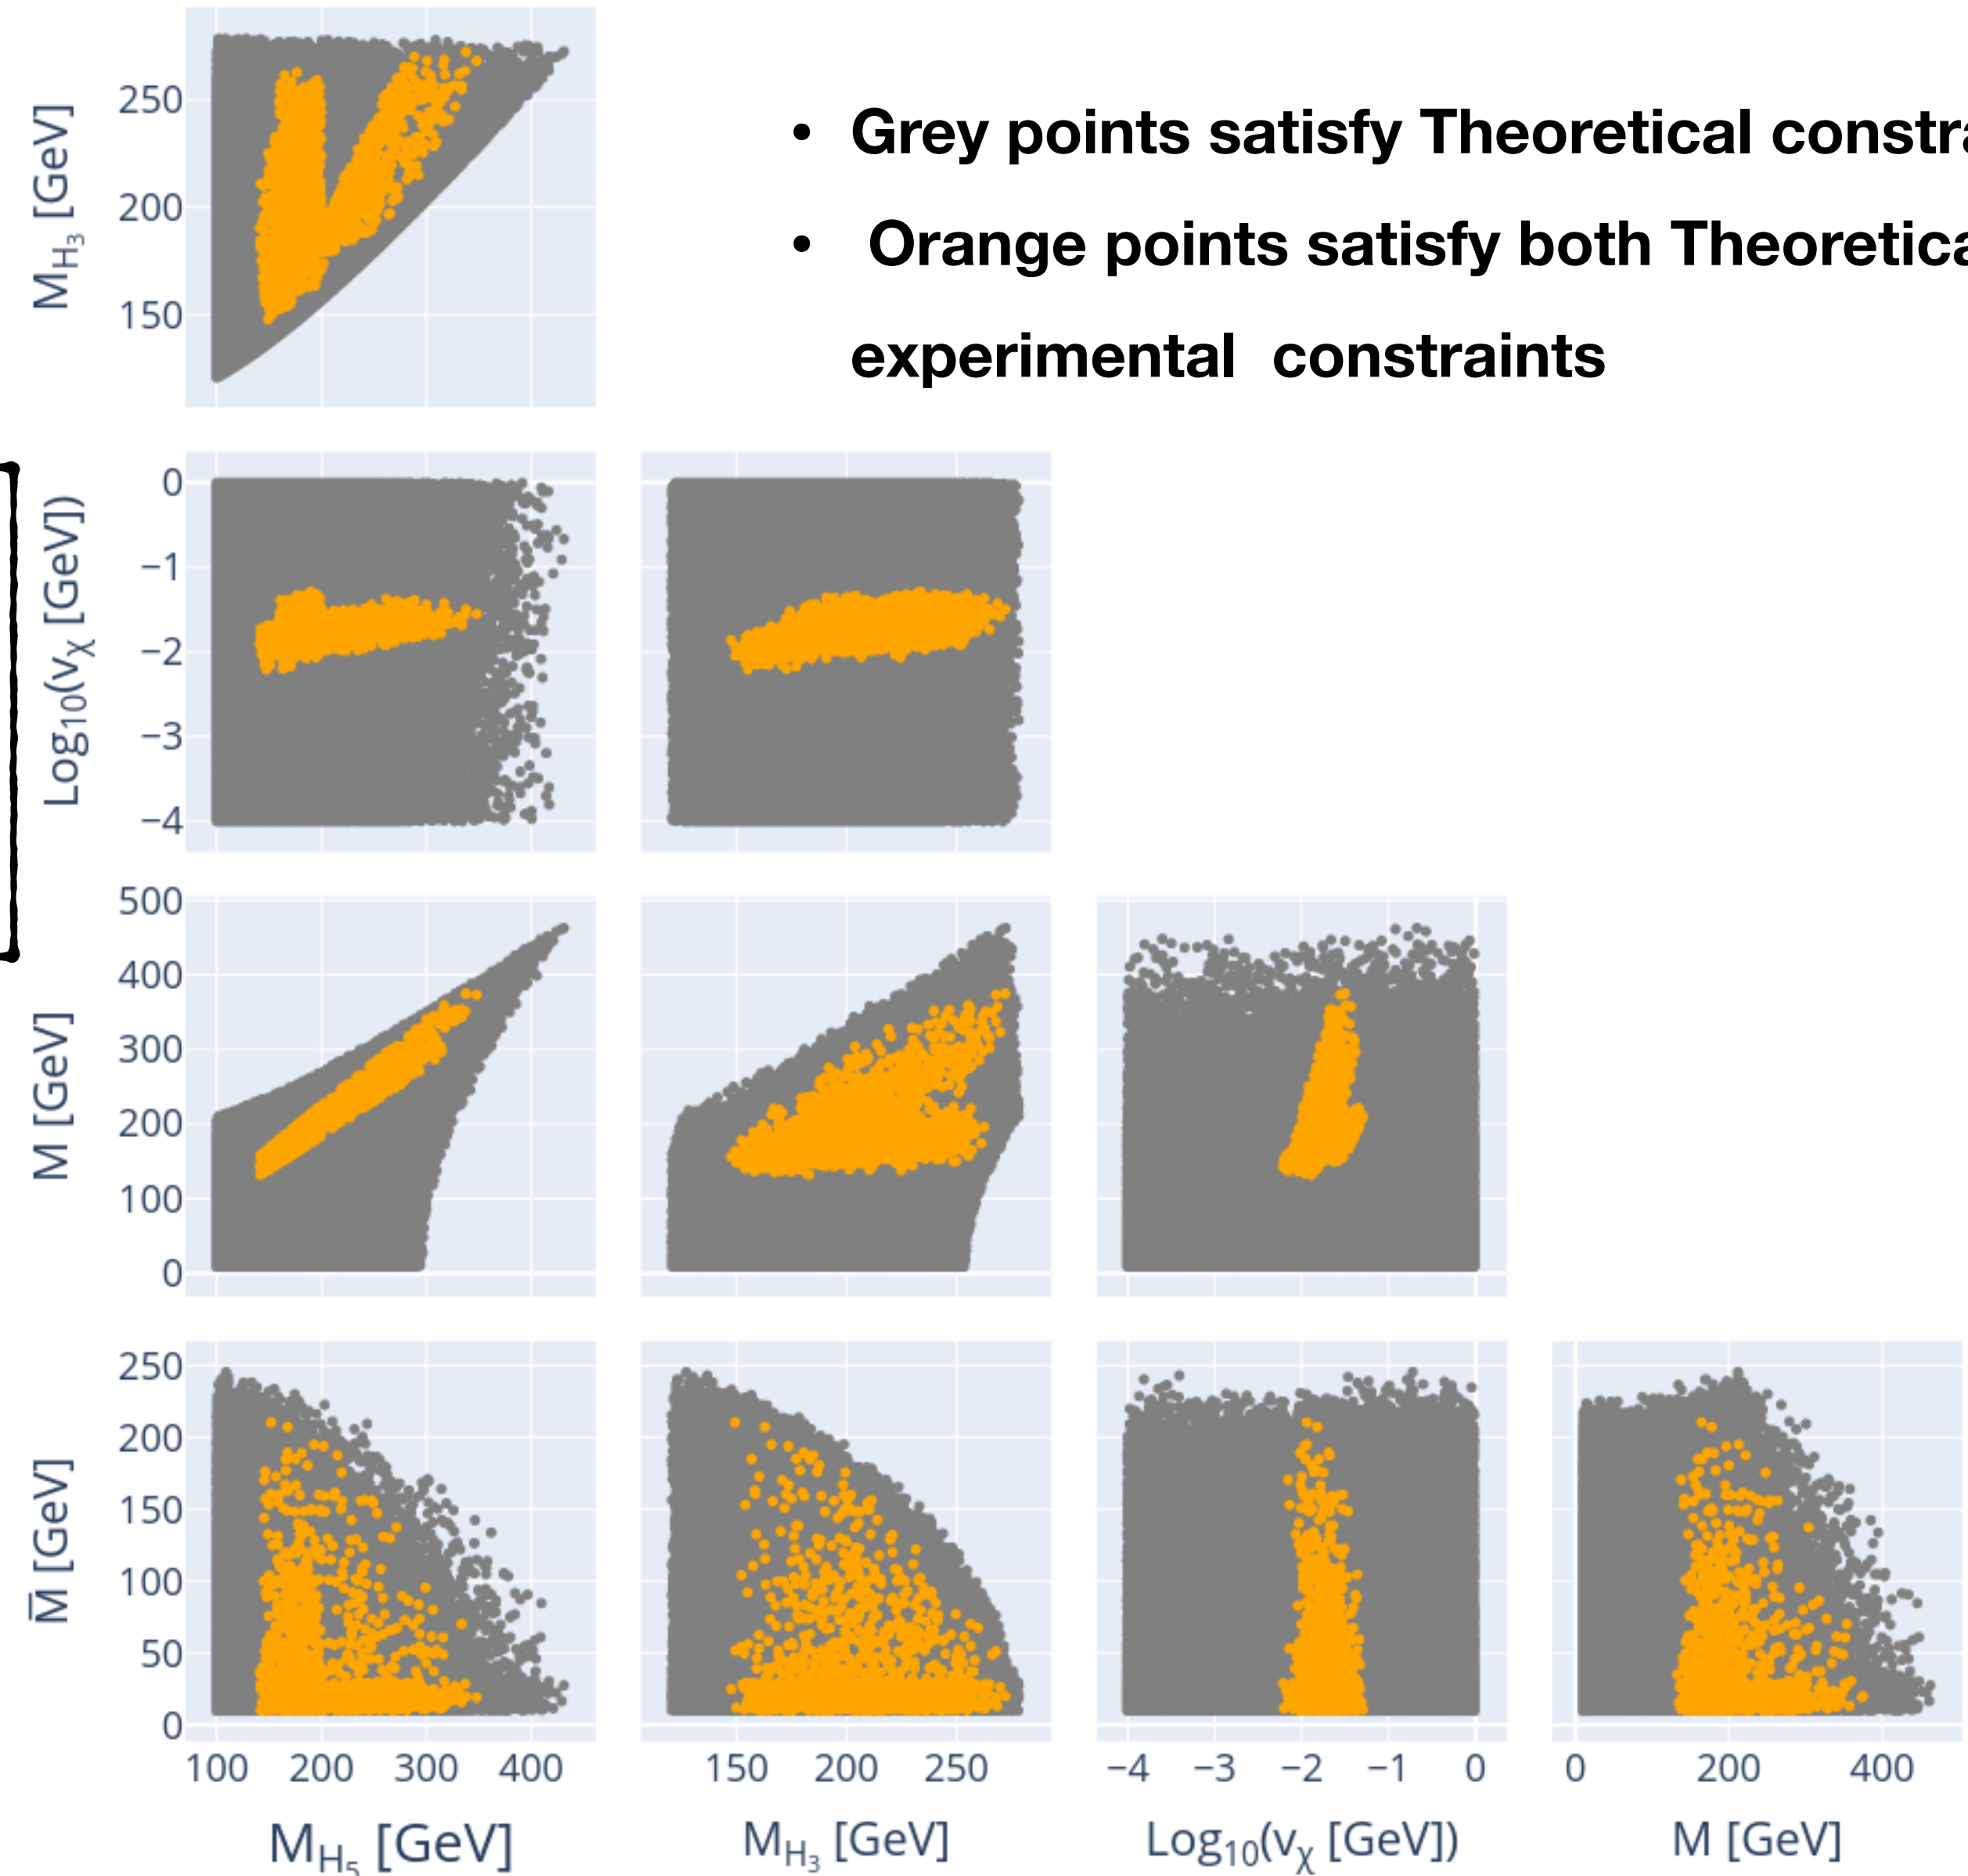 M_H3 [GeV]
250
200
150
• Grey points satisfy Theoretical
• Orange points satisfy both
experimental constraints
Log10(vχ [GeV])
0
−1
−2
−3
−4
M [GeV]
500
400
300
200
100
0
M̅ [GeV]
250
200
150
100
50
0
100 200 300 400 150 200 250 −4 −3 −2 −1 0 0 200 400
M_H5 [GeV] M_H3 [GeV] Log10(vχ [GeV]) M [GeV]